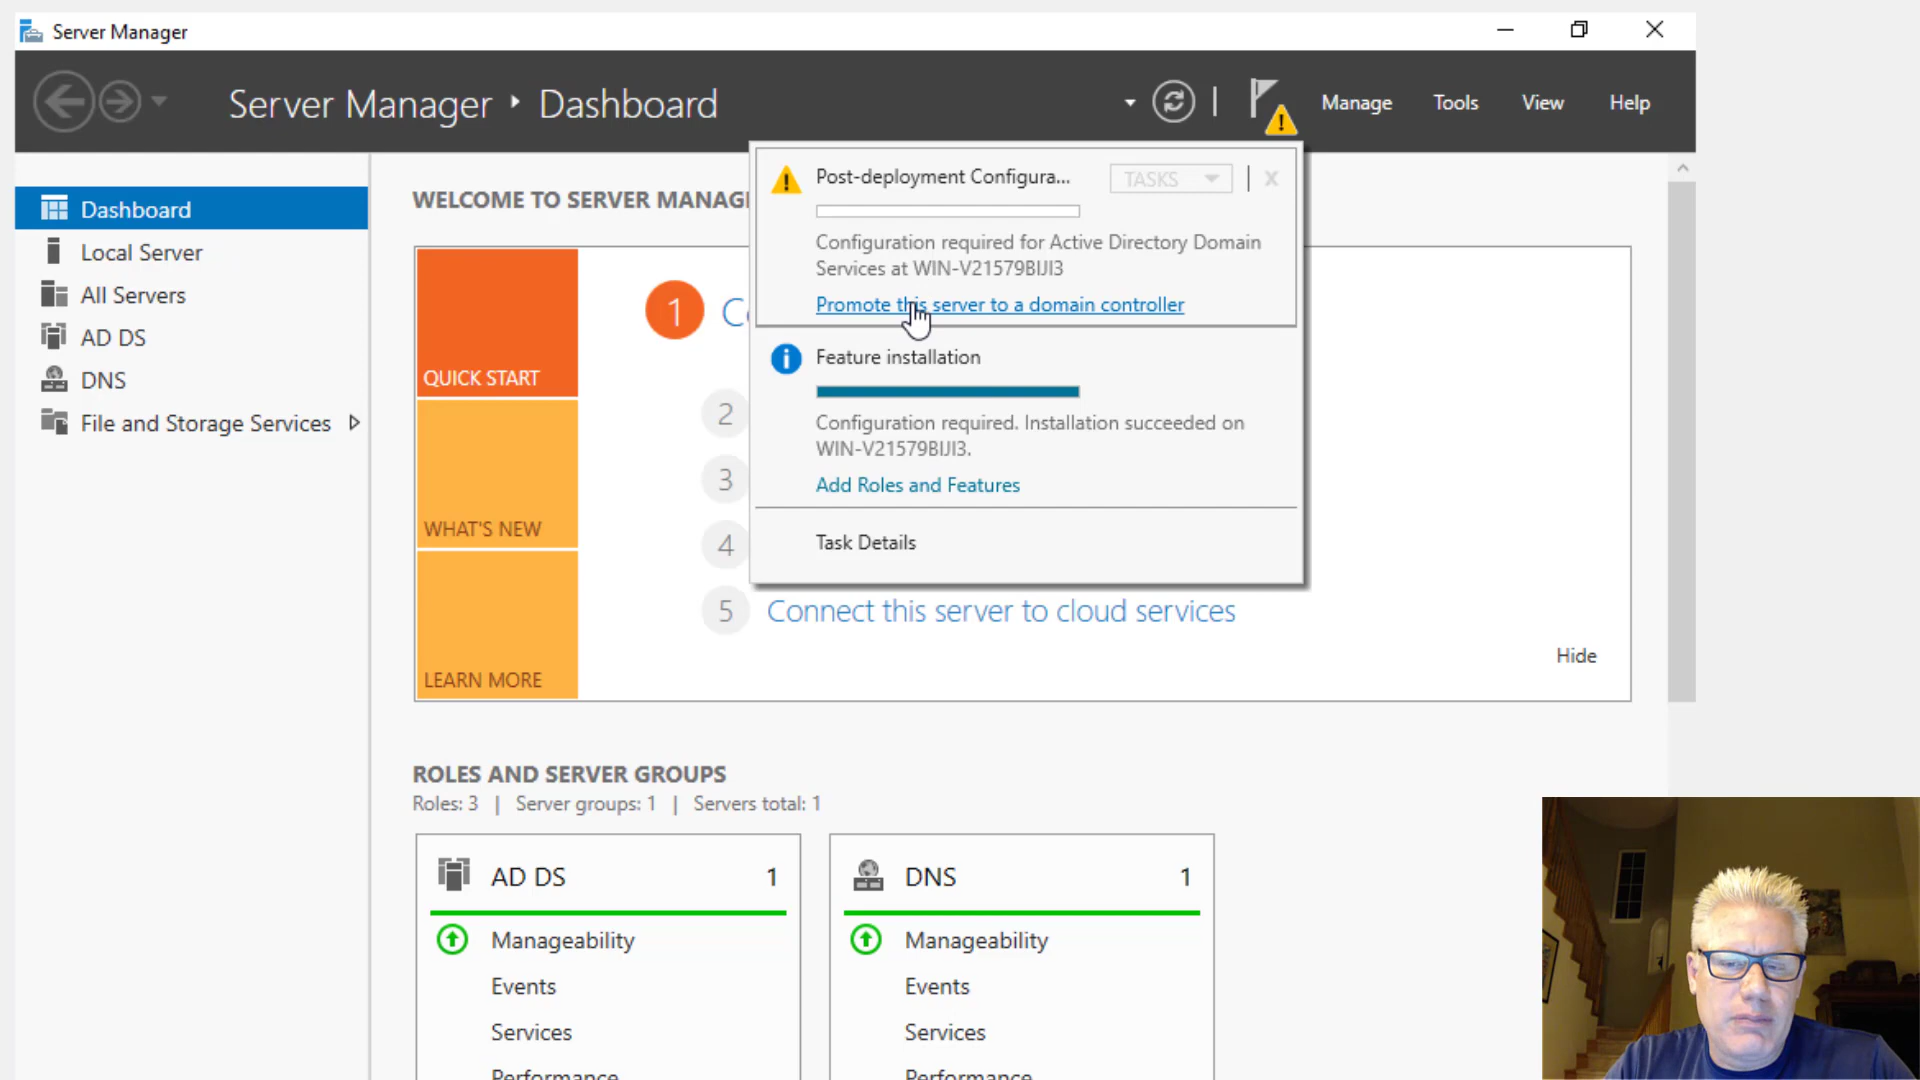 Server Manager
Server Manager ‣ Dashboard
Manage
Tools
View
Help
Dashboard
Local Server
All Servers
AD DS
DNS
File and Storage Services
WELCOME TO SERVER MANAG
QUICK START
WHAT'S NEW
LEARN MORE
1
2
3
4
5 Connect this server to cloud services
Hide
Post-deployment Configura...
TASKS
X
Configuration required for Active Directory Domain
Services at WIN-V21579BIJI3
Promote this server to a domain controller
Feature installation
Configuration required. Installation succeeded on
WIN-V21579BIJI3.
Add Roles and Features
Task Details
ROLES AND SERVER GROUPS
Roles: 3 | Server groups: 1 | Servers total: 1
AD DS 1
Manageability
Events
Services
Performance
DNS 1
Manageability
Events
Services
Performance